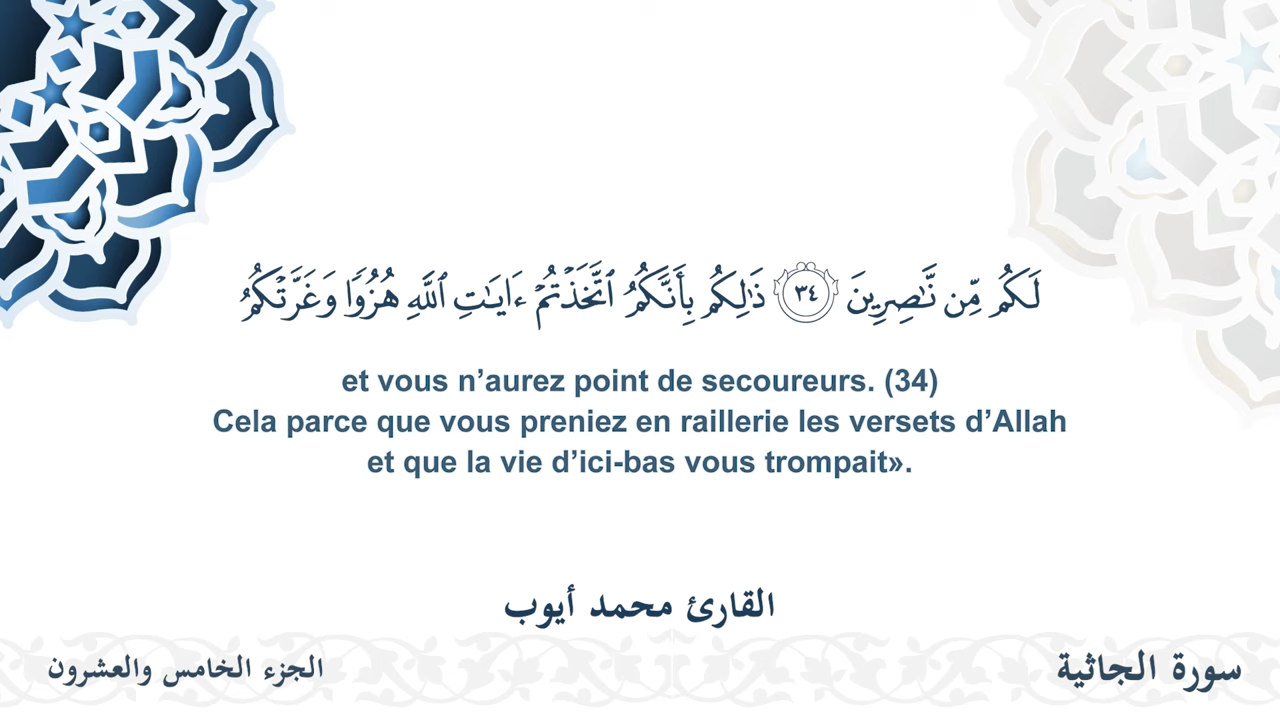 لَكُم مِّن نَّـٰصِرِينَ ٣٤ ذَٰلِكُم بِأَنَّكُمُ ٱتَّخَذْتُمْ ءَايَـٰتِ ٱللَّهِ هُزُوًا وَغَرَّتْكُمُ
et vous n’aurez point de secoureurs. (34)
Cela parce que vous preniez en raillerie les versets d’Allah
et que la vie d’ici-bas vous trompait».
القارئ محمد أيوب
سورة الجاثية
الجزء الخامس والعشرون